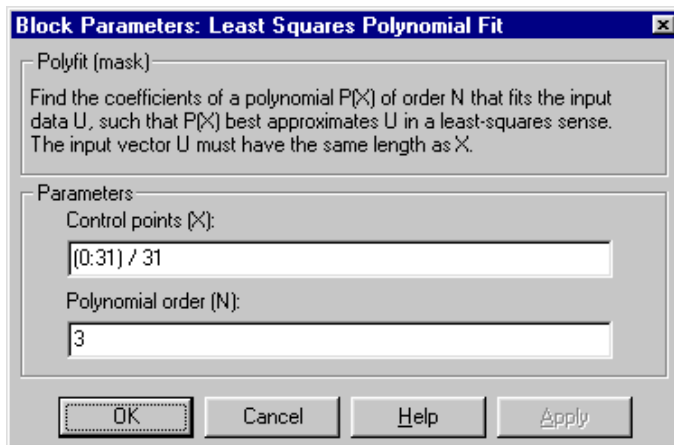 Block Parameters: Least Squares Polynomial Fit
Polyfit (mask)
Find the coefficients of a polynomial P(X) of order N that fits the input
data U, such that P(X) best approximates U in a least-squares sense.
The input vector U must have the same length as X.
Parameters
Control points (X):
(0:31) / 31
Polynomial order (N):
3
OK
Cancel
Help
Apply